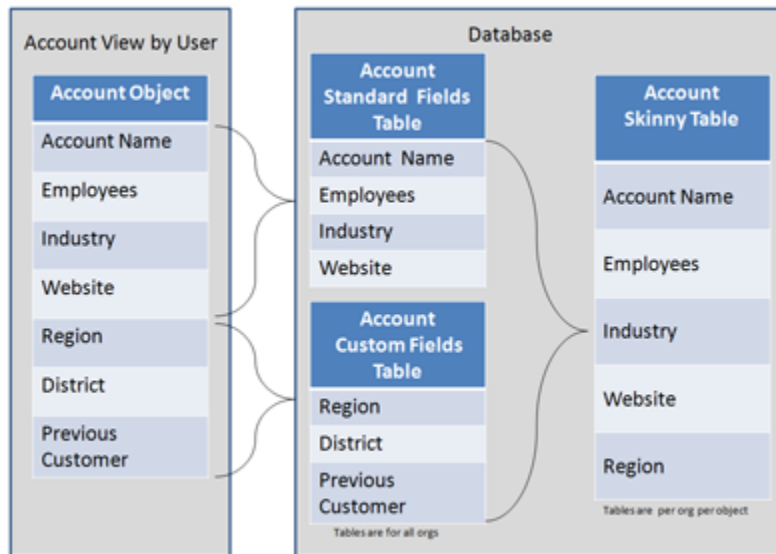 Account View by User
Account Object
Account Name
Employees
Industry
Website
Region
District
Previous
Customer
Database
Account
Standard Fields
Table
Account Name
Employees
Industry
Website
Account
Custom Fields
Table
Region
District
Previous
Customer
Tables are for all orgs
Account
Skinny Table
Account Name
Employees
Industry
Website
Region
Tables are per org per object